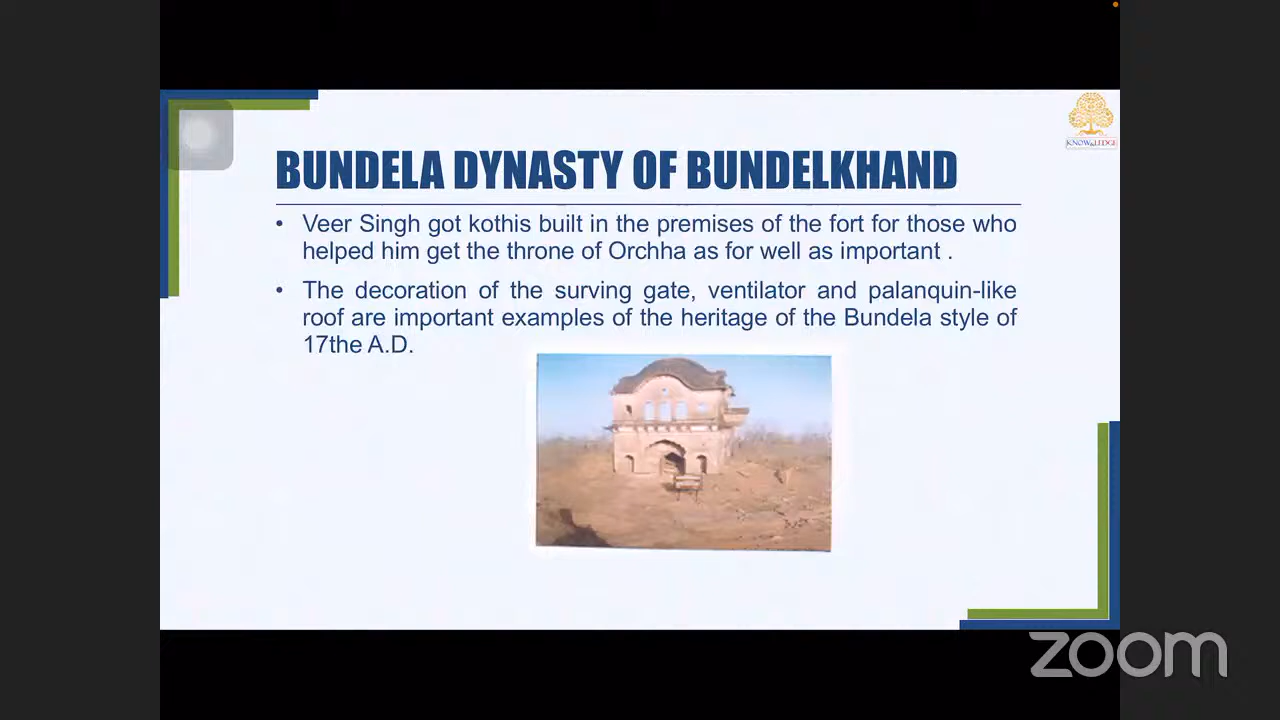 KNOWLEDGE
BUNDELA DYNASTY OF BUNDELKHAND
• Veer Singh got kothis built in the premises of the fort for those who
helped him get the throne of Orchha as for well as important .
• The decoration of the surving gate, ventilator and palanquin-like
roof are important examples of the heritage of the Bundela style of
17the A.D.
zoom